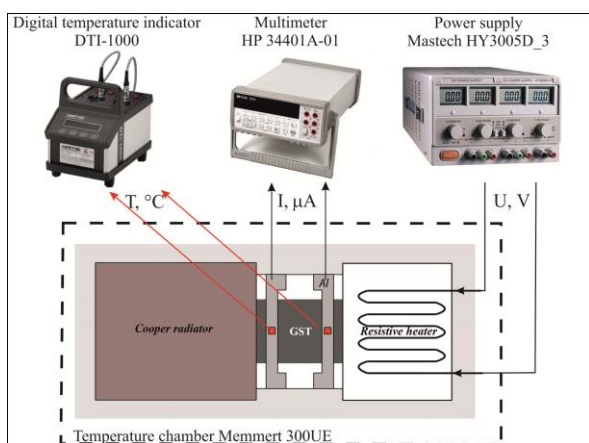 Digital temperature indicator
DTI-1000
Multimeter
HP 34401A-01
Power supply
Mastech HY3005D_3
T, °C
I, μA
U, V
Al
Cooper radiator
GST
Resistive heater
Temperature chamber Memmert 300UE